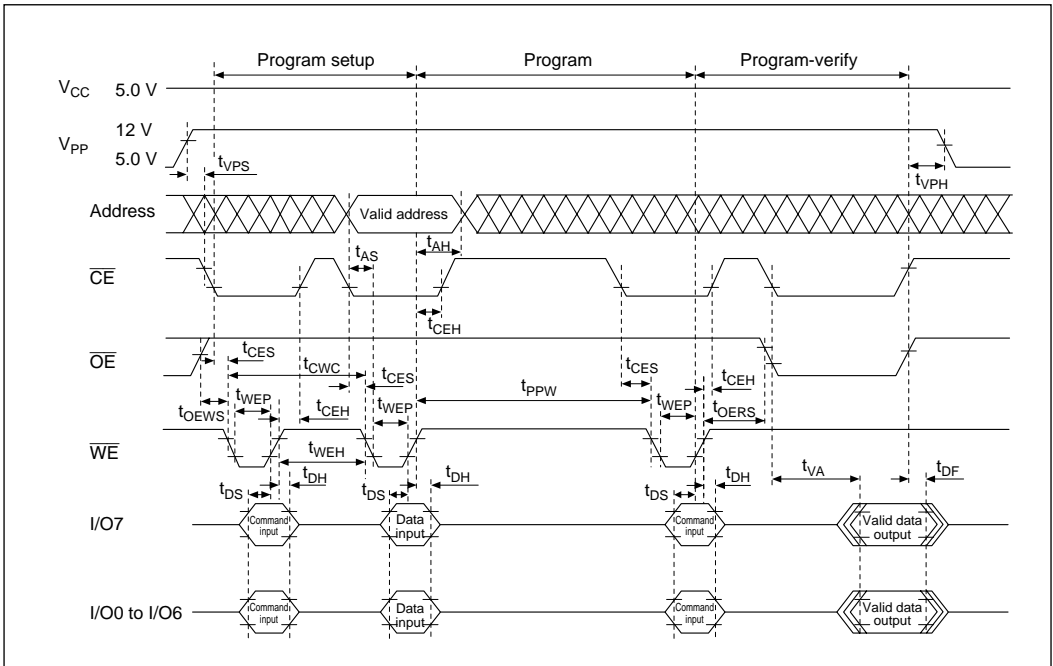 Program setup Program Program-verify
VCC 5.0 V
12 V
VPP
5.0 V
tVPS
tVPH
Address Valid address
tAH
tAS
CE
tCEH
OE
tCES tCWC tCES tCES tCEH
tPPW
tWEP tCEH tWEP tWEP tOERS
tOEWS
WE
tWEH
tVA
tDS tDH tDS tDH tDS tDH tDF
I/O7 Command input Data input Command input Valid data output
I/O0 to I/O6 Command input Data input Command input Valid data output